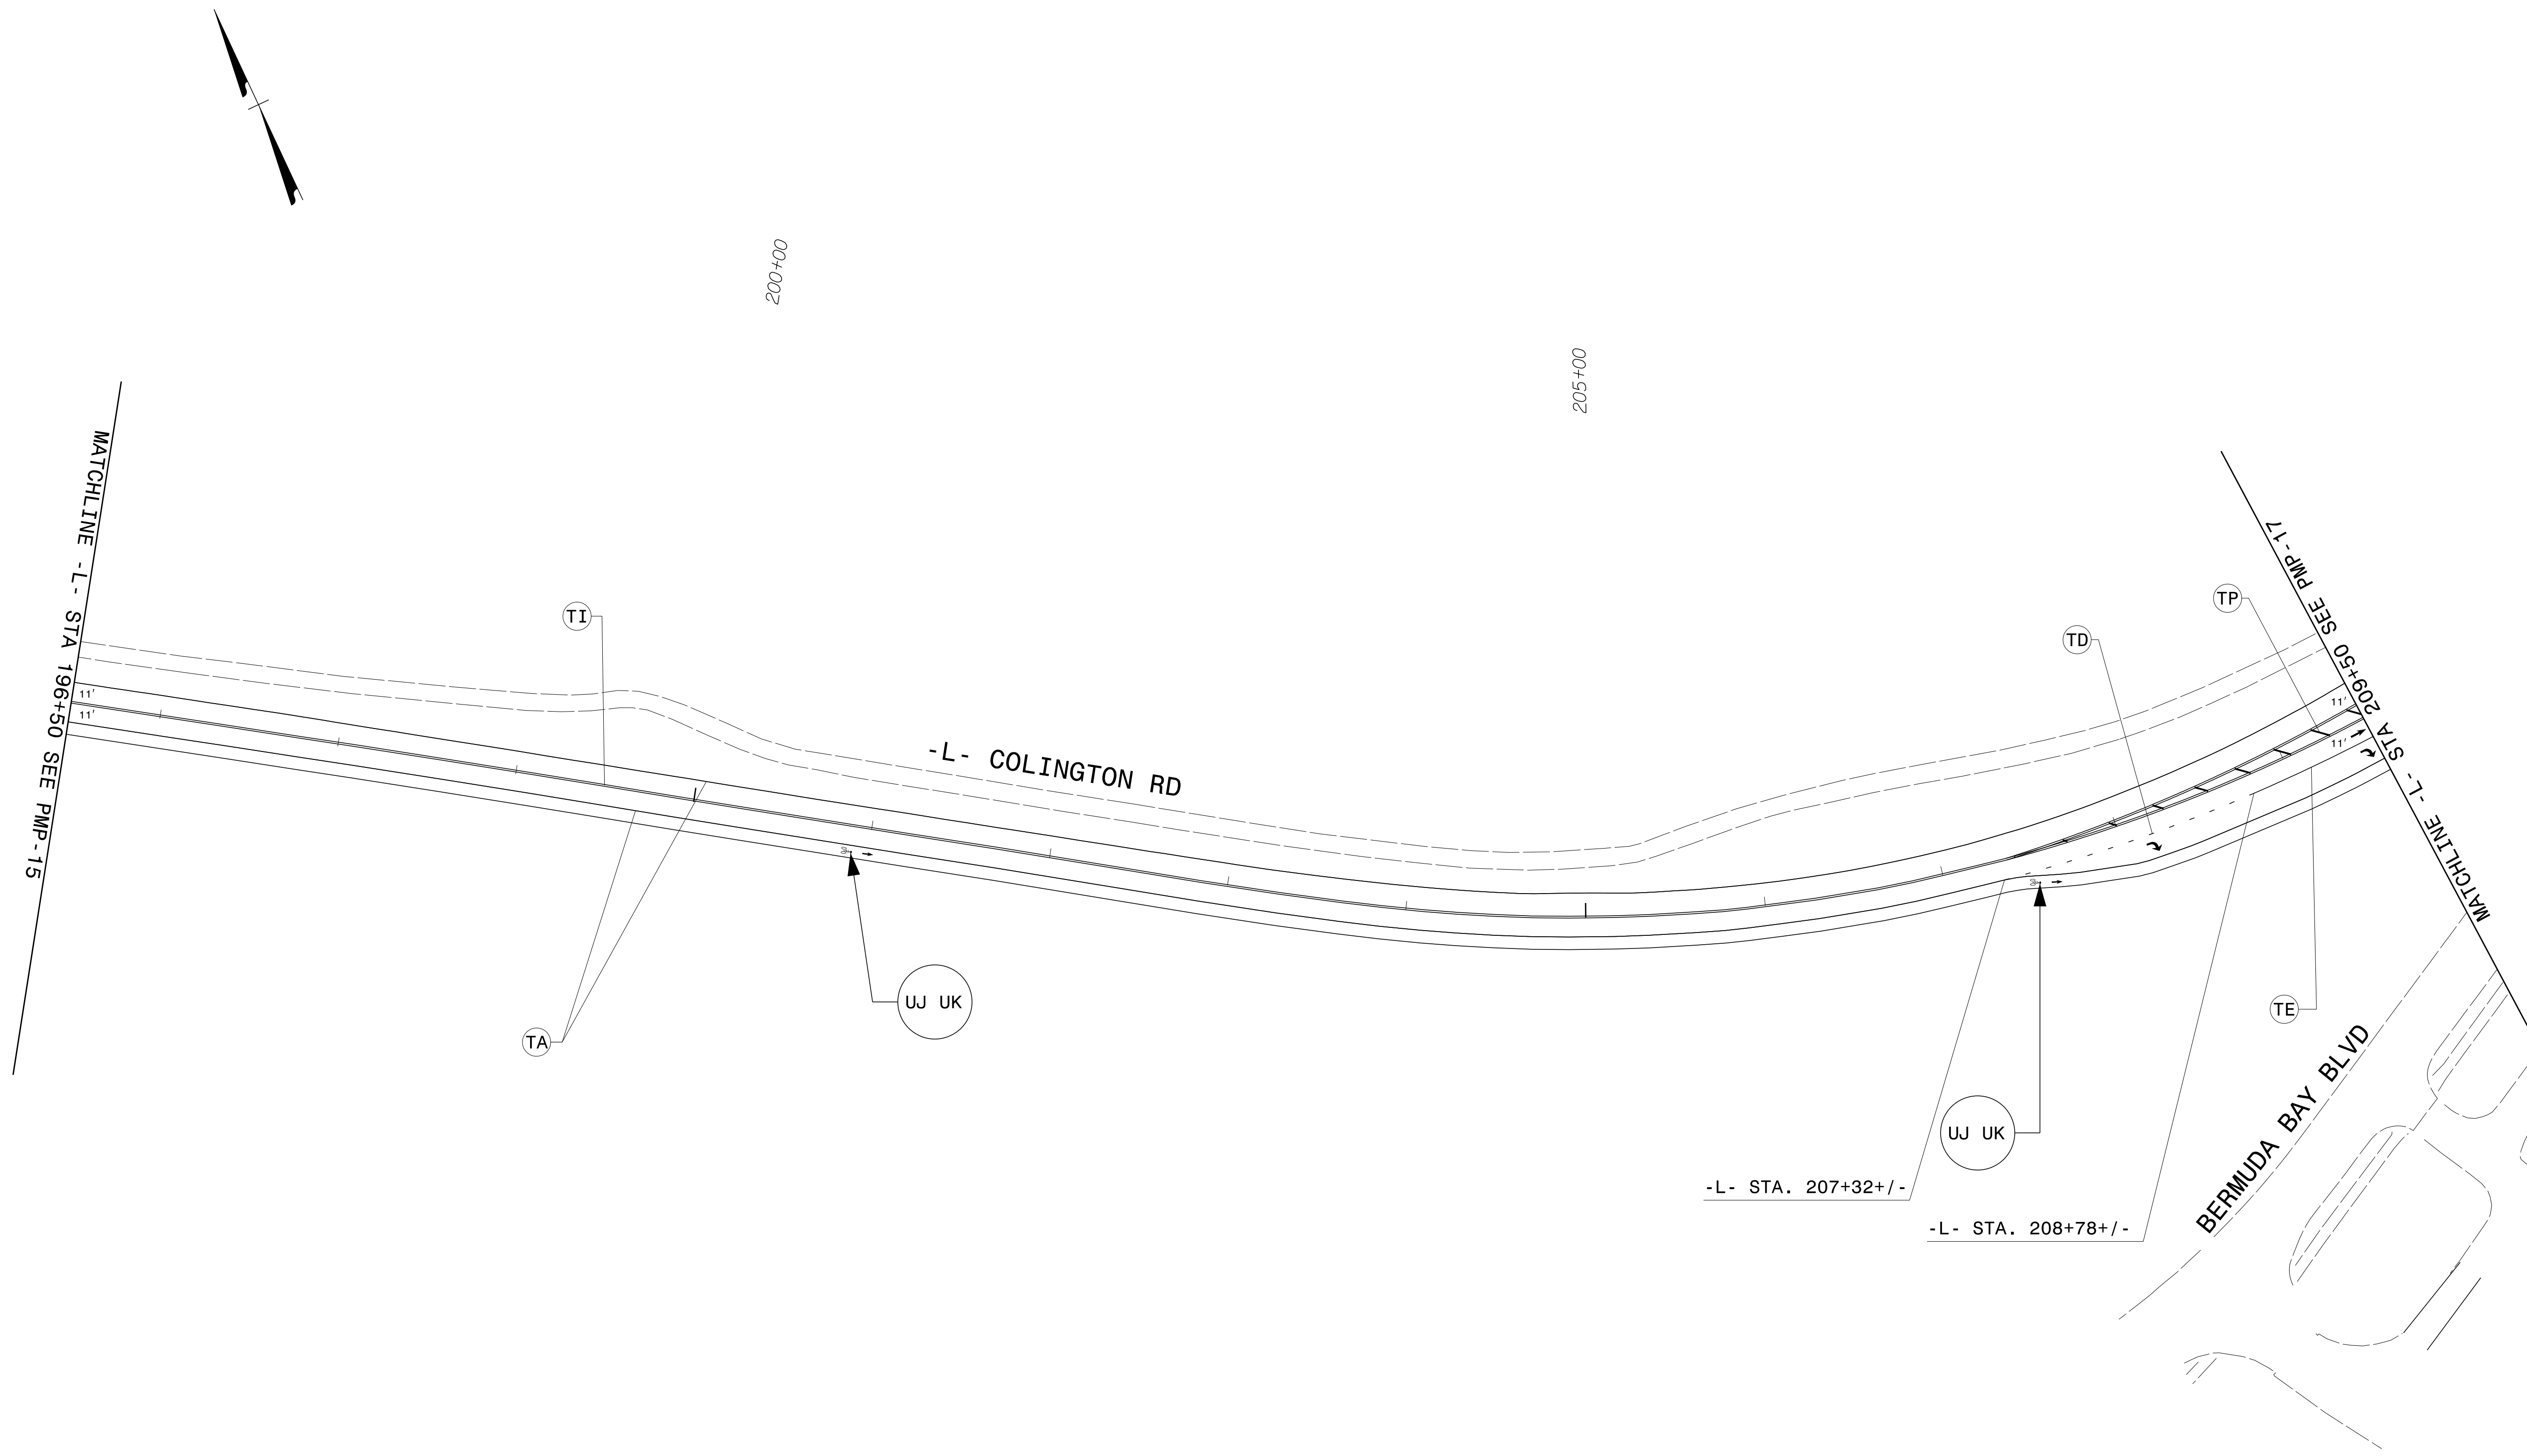 200+00
205+00
MATCHLINE -L- STA 196+50 SEE PMP-15
MATCHLINE -L- STA 209+50 SEE PMP-17
TI
TP
TD
11'
11'
11'
11'
-L- COLINGTON RD
UJ UK
TA
TE
UJ UK
BERMUDA BAY BLVD
-L- STA. 207+32+/-
-L- STA. 208+78+/-